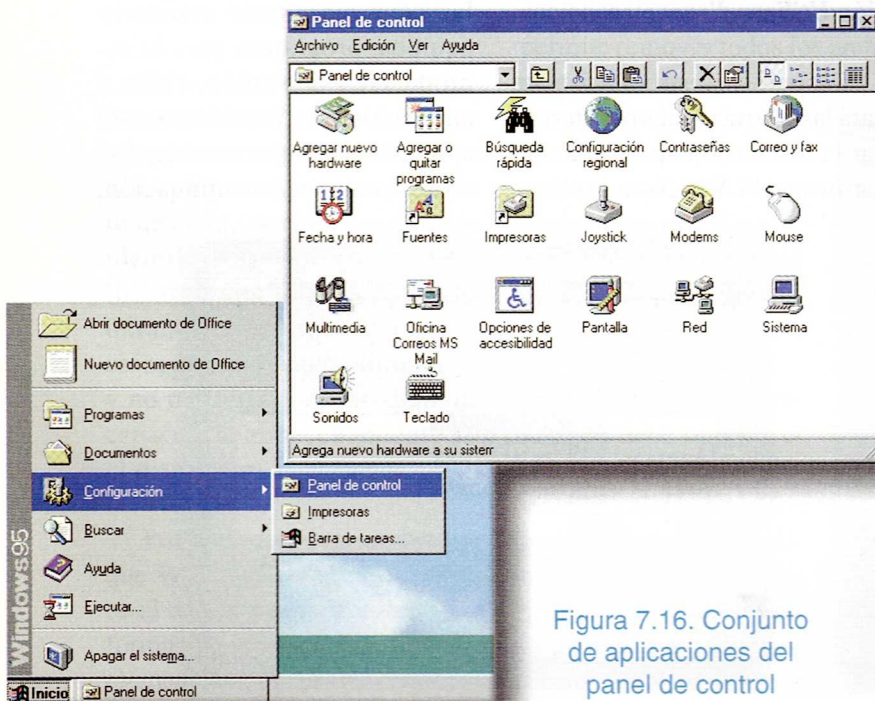 Panel de control
Archivo Edición Ver Ayuda
Panel de control
Agregar nuevo
hardware
Agregar o
quitar
programas
Búsqueda
rápida
Configuración
regional
Contraseñas
Correo y fax
Fecha y hora
Fuentes
Impresoras
Joystick
Modems
Mouse
Multimedia
Oficina
Correos MS
Mail
Opciones de
accesibilidad
Pantalla
Red
Sistema
Sonidos
Teclado
Agrega nuevo hardware a su sisterr
Windows95
Abrir documento de Office
Nuevo documento de Office
Programas
Documentos
Configuración
Buscar
Ayuda
Ejecutar...
Apagar el sistema...
Panel de control
Impresoras
Barra de tareas...
Inicio
Panel de control
Figura 7.16. Conjunto
de aplicaciones del
panel de control